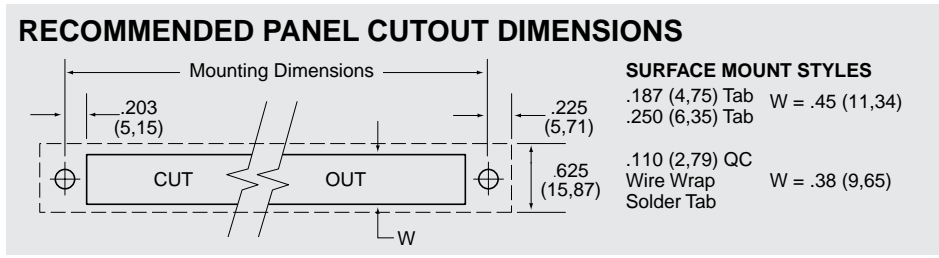 RECOMMENDED PANEL CUTOUT DIMENSIONS
Mounting Dimensions
.203
(5,15)
.225
(5,71)
CUT
OUT
.625
(15,87)
W
SURFACE MOUNT STYLES
.187 (4,75) Tab
.250 (6,35) Tab
W = .45 (11,34)
.110 (2,79) QC
Wire Wrap
Solder Tab
W = .38 (9,65)